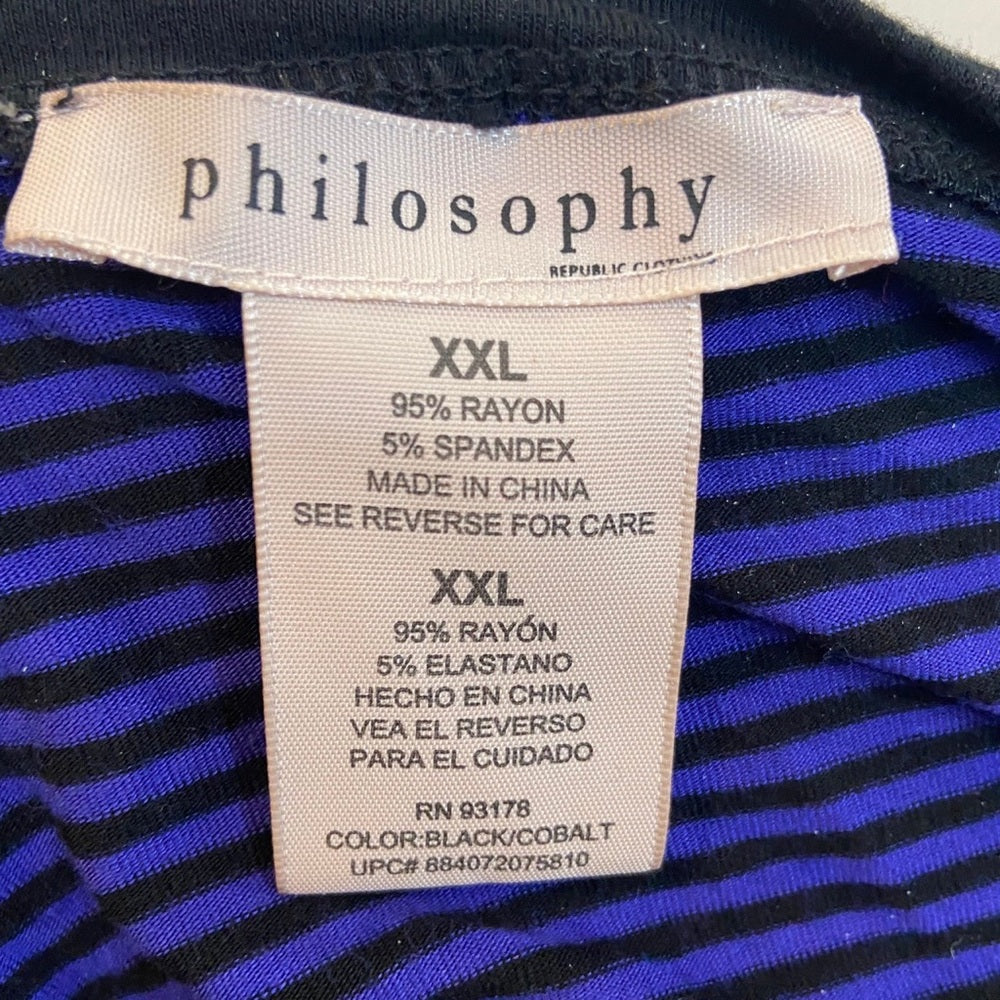 philosophy
REPUBLIC CLOTHING
XXL
95% RAYON
5% SPANDEX
MADE IN CHINA
SEE REVERSE FOR CARE
XXL
95% RAYÓN
5% ELASTANO
HECHO EN CHINA
VEA EL REVERSO
PARA EL CUIDADO
RN 93178
COLOR:BLACK/COBALT
UPC# 884072075810